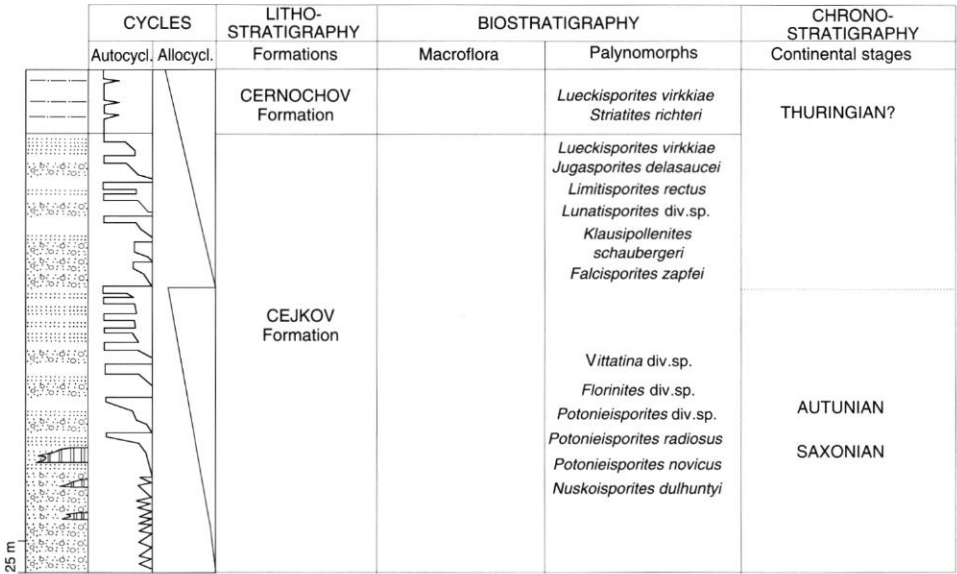 CYCLES
LITHO-
STRATIGRAPHY
BIOSTRATIGRAPHY
CHRONO-
STRATIGRAPHY
Autocycl. Allocycl.
Formations
Macroflora
Palynomorphs
Continental stages
CERNOCHOV
Formation
Lueckisporites virkkiae
Striatites richteri
THURINGIAN?
Lueckisporites virkkiae
Jugasporites delasaucei
Limitisporites rectus
Lunatisporites div.sp.
Klausipollenites
schaubergeri
Falcisporites zapfei
CEJKOV
Formation
Vittatina div.sp.
Florinites div.sp.
Potonieisporites div.sp.
Potonieisporites radiosus
Potonieisporites novicus
Nuskoisporites dulhuntyi
AUTUNIAN
SAXONIAN
25 m